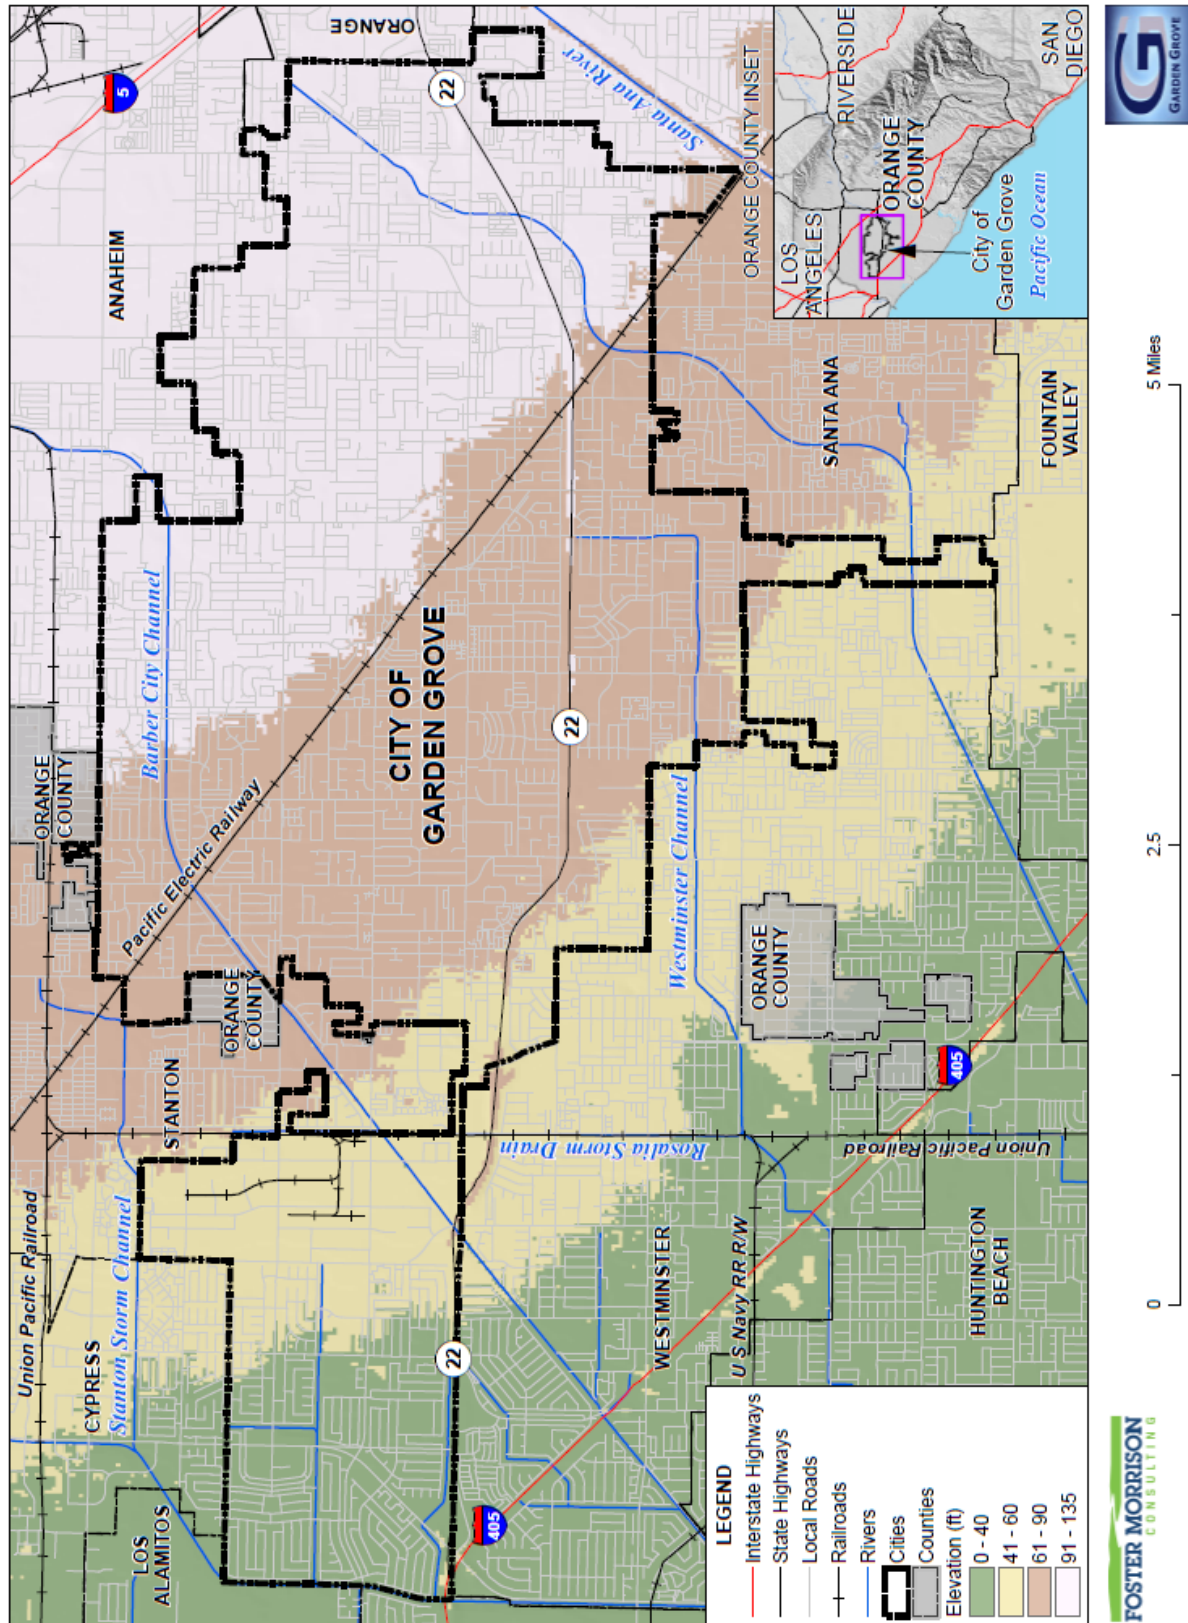 ORANGE
5
ANAHEIM
22
Santa Ana River
ORANGE COUNTY INSET
RIVERSIDE
SAN
DIEGO
ORANGE
COUNTY
LOS
ANGELES
City of
Garden Grove
Pacific Ocean
G
GARDEN GROVE
Barber City Channel
ORANGE
COUNTY
CITY OF
GARDEN GROVE
22
SANTA ANA
FOUNTAIN
VALLEY
Pacific Electric Railway
Westminster Channel
ORANGE
COUNTY
ORANGE
COUNTY
STANTON
405
Rosalia Storm Drain
Union Pacific Railroad
Union Pacific Railroad
Stanton Storm Channel
CYPRESS
22
WESTMINSTER
U S Navy RR R/W
HUNTINGTON
BEACH
LOS
ALAMITOS
405
LEGEND
Interstate Highways
State Highways
Local Roads
Railroads
Rivers
Cities
Counties
Elevation (ft)
0 - 40
41 - 60
61 - 90
91 - 135
FOSTER MORRISON
CONSULTING
0
2.5
5 Miles